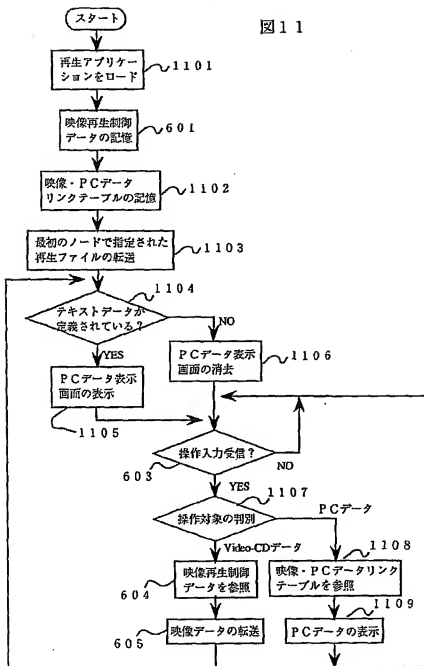 図11
スタート
再生アプリケー
ションをロード
1101
映像再生制御
データの記憶
601
映像・PCデータ
リンクテーブルの記憶
1102
最初のノードで指定された
再生ファイルの転送
1103
テキストデータが
定義されている?
1104
NO
YES
PCデータ表示
画面の表示
1105
PCデータ表示
画面の消去
1106
操作入力受信?
603
NO
YES
操作対象の判別
1107
PCデータ
Video-CDデータ
映像再生制御
データを参照
604
映像・PCデータリンク
テーブルを参照
1108
映像データの転送
605
PCデータの表示
1109